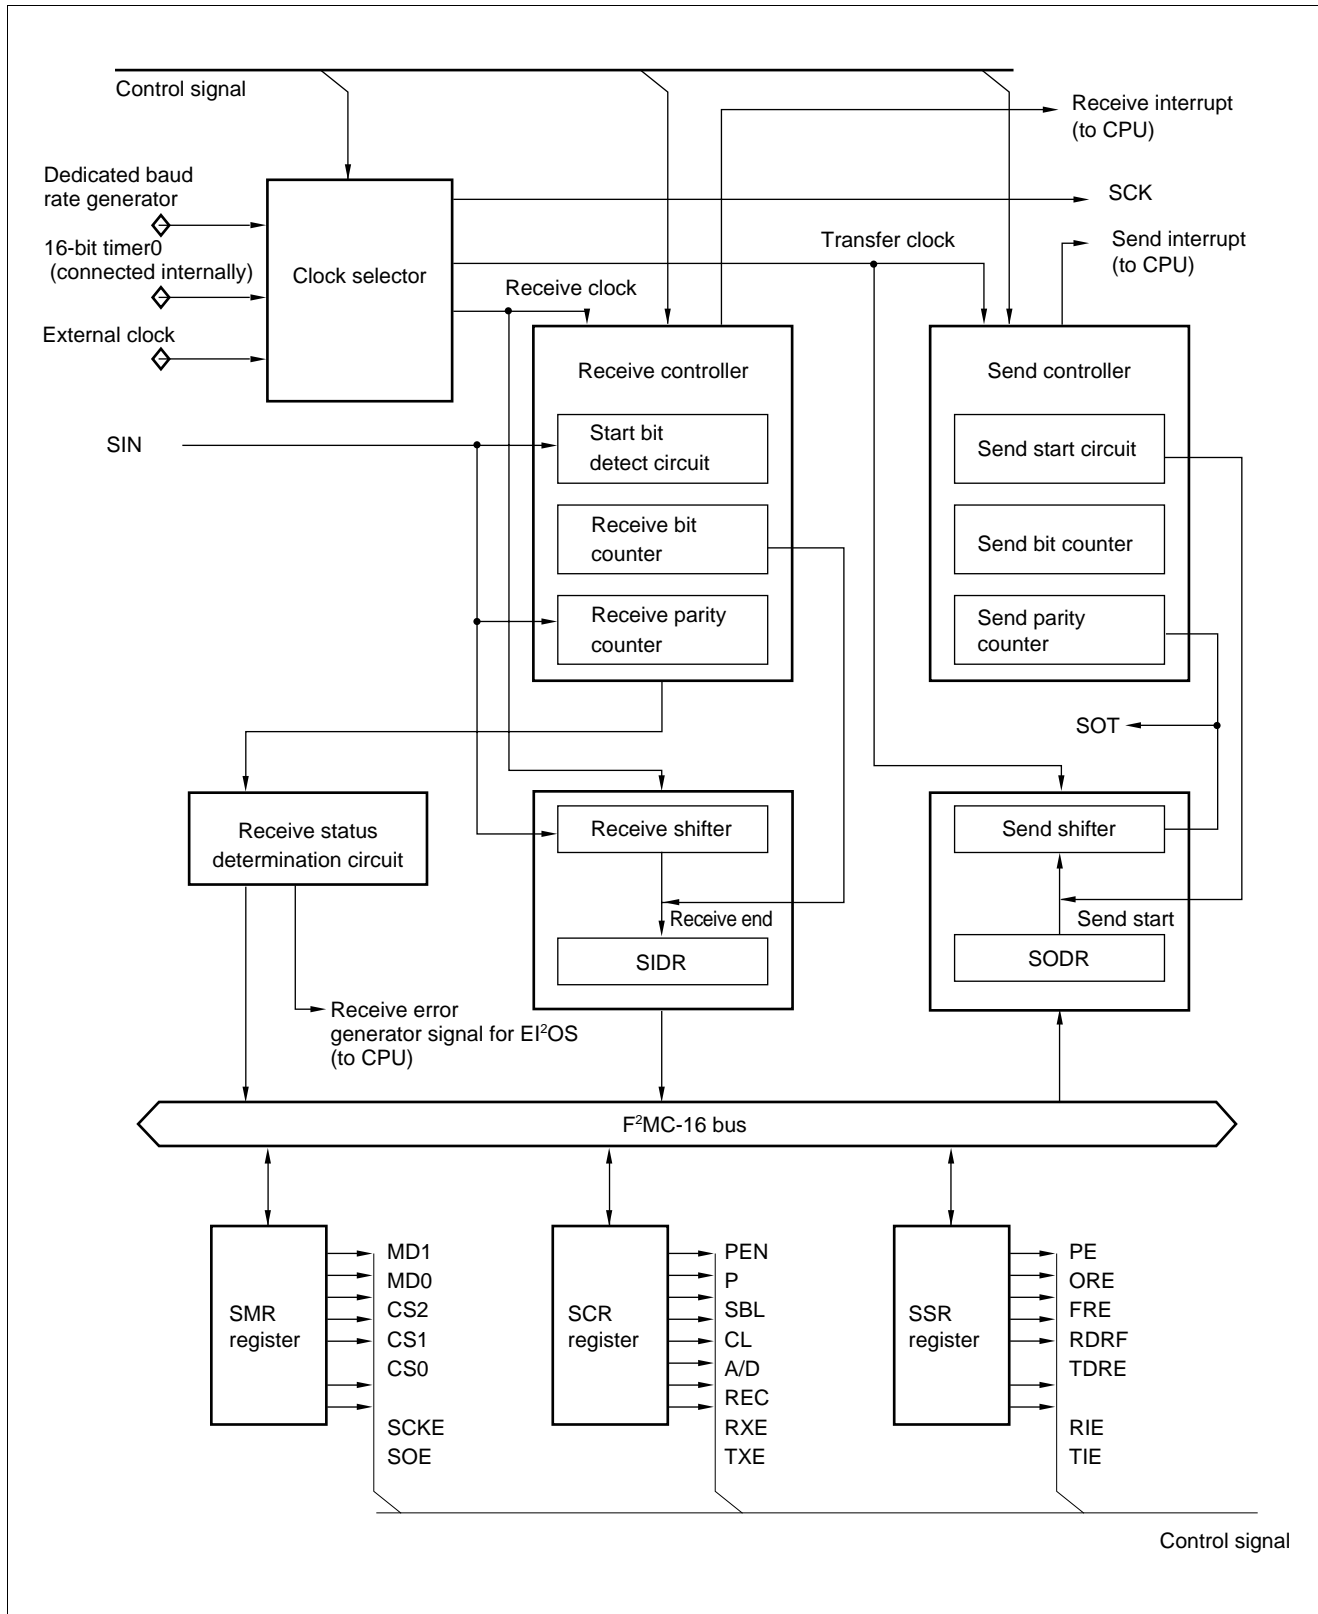 Control signal
Receive interrupt
(to CPU)
Dedicated baud
rate generator
SCK
16-bit timer0
(connected internally)
Transfer clock
Send interrupt
(to CPU)
Clock selector
Receive clock
External clock
Receive controller
Send controller
SIN
Start bit
detect circuit
Send start circuit
Receive bit
counter
Send bit counter
Receive parity
counter
Send parity
counter
SOT
Receive status
determination circuit
Receive shifter
Send shifter
Receive end
Send start
SIDR
SODR
Receive error
generator signal for EI²OS
(to CPU)
F²MC-16 bus
SMR
register
MD1
MD0
CS2
CS1
CS0
SCKE
SOE
SCR
register
PEN
P
SBL
CL
A/D
REC
RXE
TXE
SSR
register
PE
ORE
FRE
RDRF
TDRE
RIE
TIE
Control signal